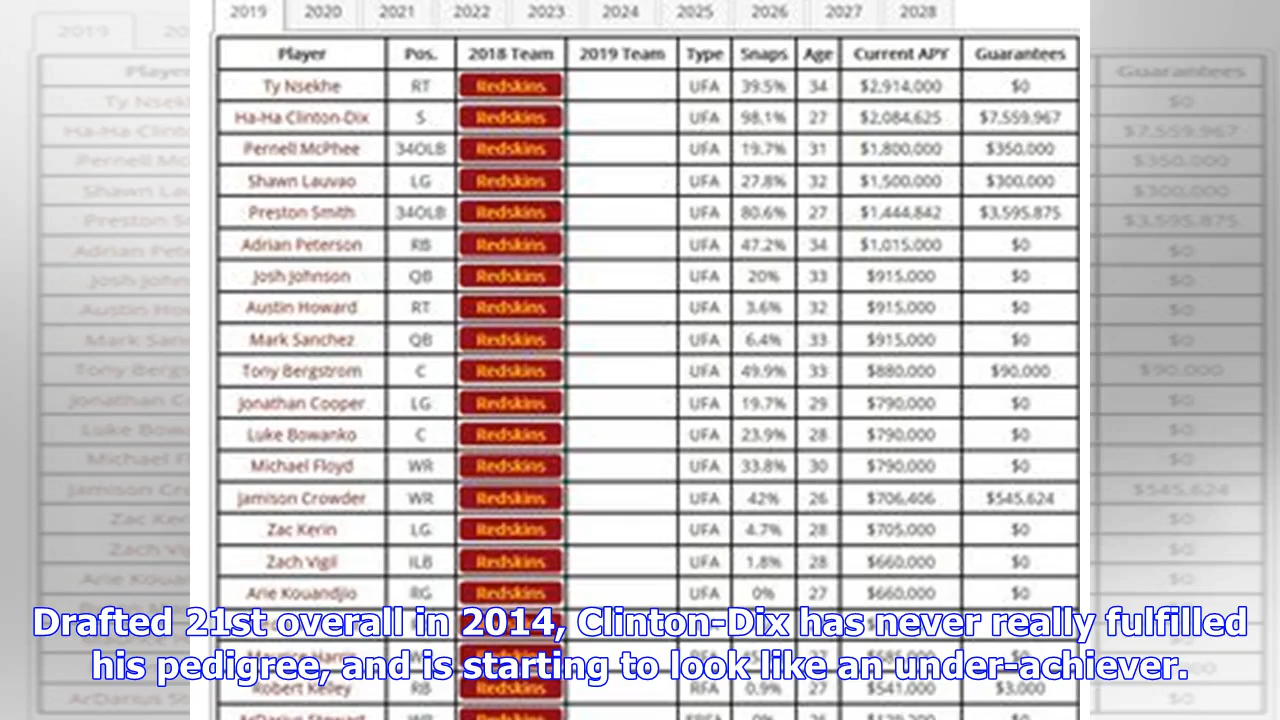 2019 2020 2021 2022 2023 2024 2025 2026 2027 2028
Player Pos. 2018 Team 2019 Team Type Snaps Age Current APY Guarantees
Ty Nsekhe RT Redskins UFA 39.5% 34 $2,914,000 $0
Ha-Ha Clinton-Dix S Redskins UFA 98.1% 27 $2,084,625 $7,559,967
Pernell McPhee 34OLB Redskins UFA 19.7% 31 $1,800,000 $350,000
Shawn Lauvao LG Redskins UFA 27.8% 32 $1,500,000 $300,000
Preston Smith 34OLB Redskins UFA 80.6% 27 $1,444,842 $3,595,875
Adrian Peterson RB Redskins UFA 47.2% 34 $1,015,000 $0
Josh Johnson QB Redskins UFA 20% 33 $915,000 $0
Austin Howard RT Redskins UFA 3.6% 32 $915,000 $0
Mark Sanchez QB Redskins UFA 6.4% 33 $915,000 $0
Tony Bergstrom C Redskins UFA 49.9% 33 $880,000 $90,000
Jonathan Cooper LG Redskins UFA 19.7% 29 $790,000 $0
Luke Bowanko C Redskins UFA 23.9% 28 $790,000 $0
Michael Floyd WR Redskins UFA 33.8% 30 $790,000 $0
Jamison Crowder WR Redskins UFA 42% 26 $706,406 $545,624
Zac Kerin LG Redskins UFA 4.7% 28 $705,000 $0
Zach Vigil ILB Redskins UFA 1.8% 28 $660,000 $0
Arie Kouandjio RG Redskins UFA 0% 27 $660,000 $0
Drafted 21st overall in 2014, Clinton-Dix has never really fulfilled
his pedigree, and is starting to look like an under-achiever.
Robert Kelley RB Redskins RFA 0.9% 27 $541,000 $3,000